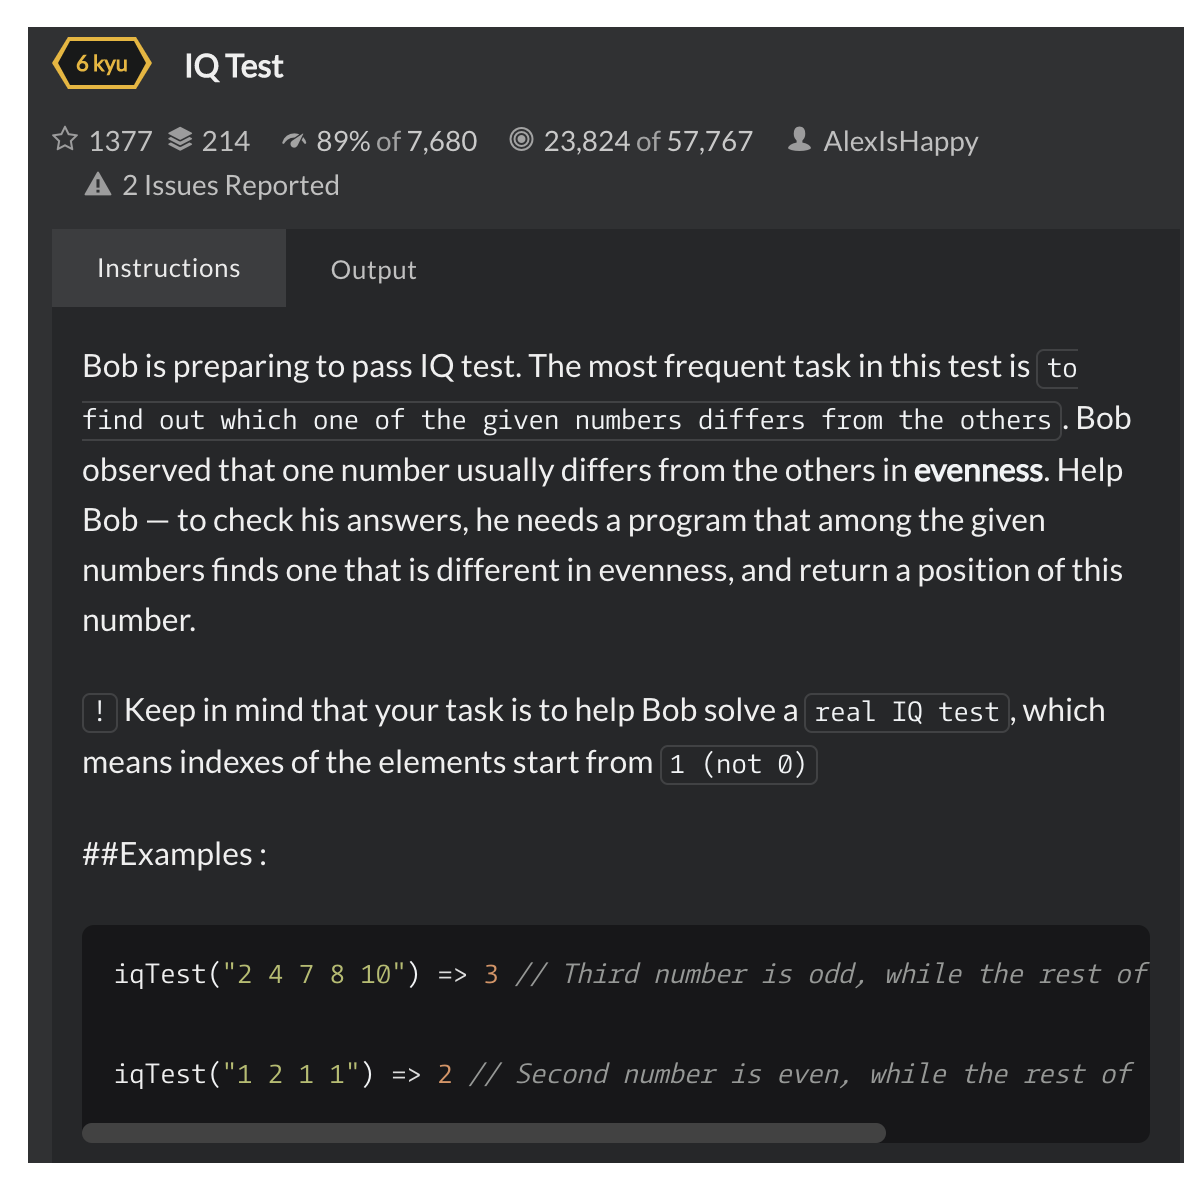 6 kyu IQ Test
1377 214 89% of 7,680 23,824 of 57,767 AlexIsHappy
2 Issues Reported
Instructions Output
Bob is preparing to pass IQ test. The most frequent task in this test is to
find out which one of the given numbers differs from the others. Bob
observed that one number usually differs from the others in evenness. Help
Bob — to check his answers, he needs a program that among the given
numbers finds one that is different in evenness, and return a position of this
number.
! Keep in mind that your task is to help Bob solve a real IQ test, which
means indexes of the elements start from 1 (not 0)
##Examples :
iqTest("2 4 7 8 10") => 3 // Third number is odd, while the rest of
iqTest("1 2 1 1") => 2 // Second number is even, while the rest of